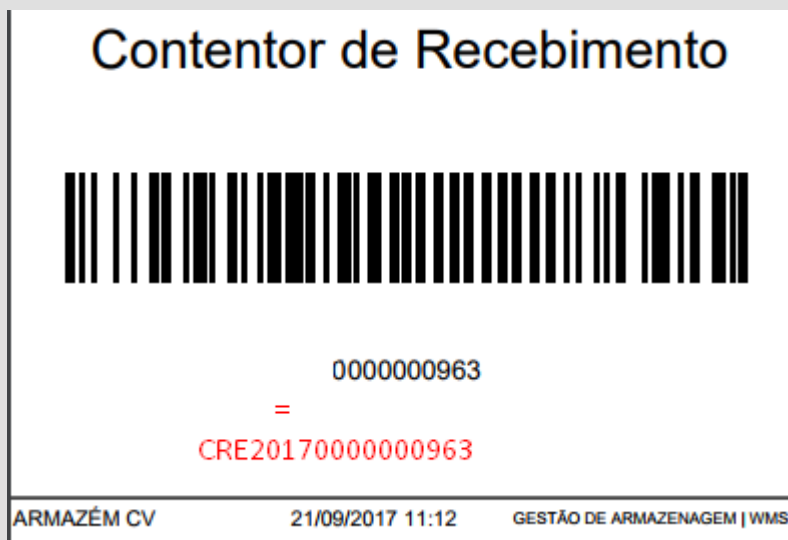 Contentor de Recebimento
0000000963
=
CRE20170000000963
ARMAZÉM CV 21/09/2017 11:12 GESTÃO DE ARMAZENAGEM | WMS